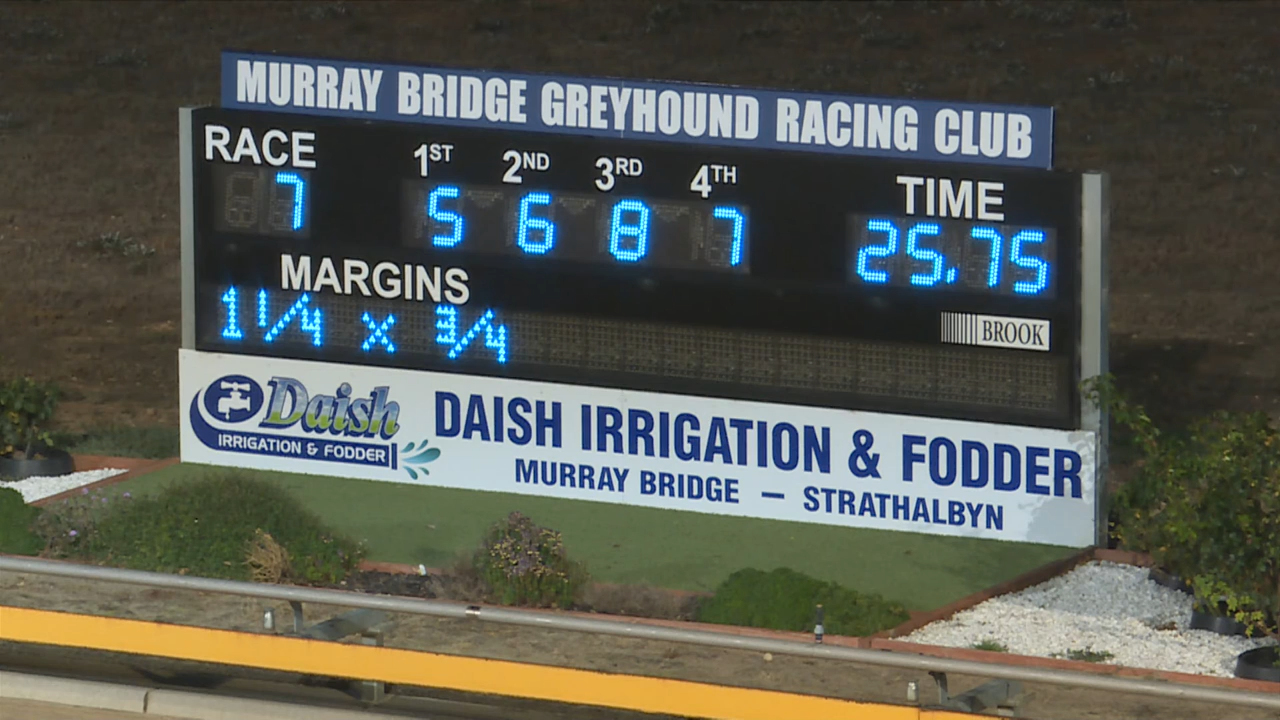 MURRAY BRIDGE GREYHOUND RACING CLUB
RACE 1ST 2ND 3RD 4TH TIME
7 5 6 8 7 25.75
MARGINS
1 1/4 x 3/4
BROOK
Daish
IRRIGATION & FODDER
DAISH IRRIGATION & FODDER
MURRAY BRIDGE – STRATHALBYN